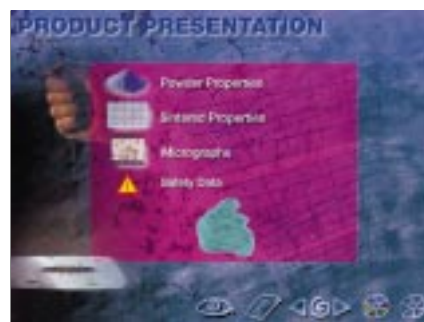 PRODUCT PRESENTATION
Powder Properties
Sintered Properties
Micrographs
Safety Data
G